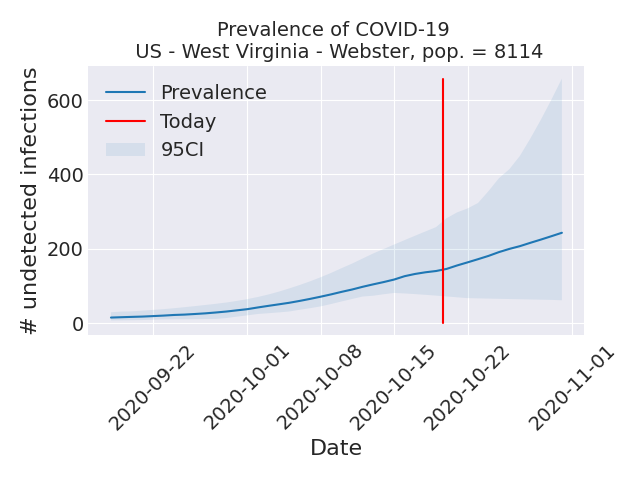 Prevalence of COVID-19
US - West Virginia - Webster, pop. = 8114
# undetected infections
600
400
200
0
Prevalence
Today
95CI
2020-09-22
2020-10-01
2020-10-08
2020-10-15
2020-10-22
2020-11-01
Date